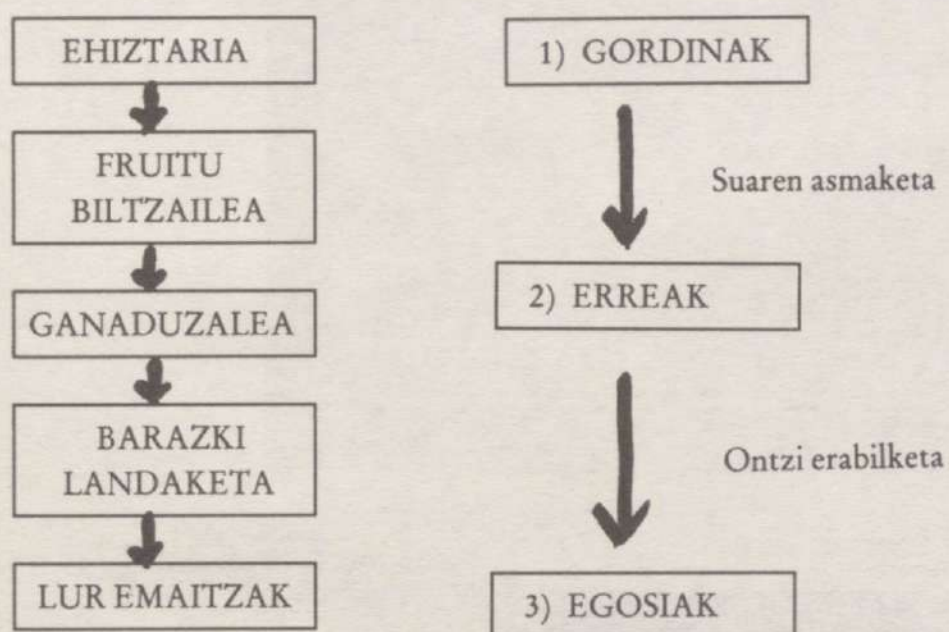 EHIZTARIA
FRUITU
BILTZAILEA
GANADUZALEA
BARAZKI
LANDAKETA
LUR EMAITZAK
1) GORDINAK
Suaren asmaketa
2) ERREAK
Ontzi erabilketa
3) EGOSIAK